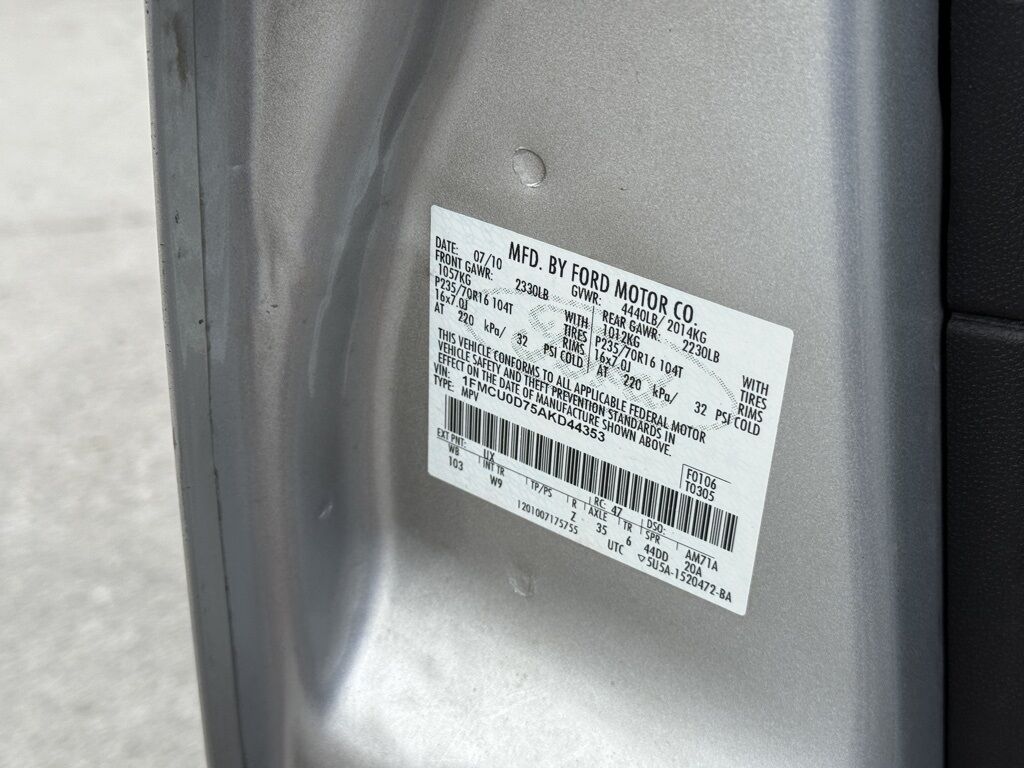 MFD. BY FORD MOTOR CO.
DATE: 07/10 GVWR: 4440LB/ 2014KG
FRONT GAWR: 2330LB REAR GAWR: 2230LB
1057KG WITH 1012KG WITH
P235/70R16 104T TIRES P235/70R16 104T TIRES
16x7.0J RIMS 16x7.0J RIMS
AT 220 kPa/ 32 PSI COLD AT 220 kPa/ 32 PSI COLD
THIS VEHICLE CONFORMS TO ALL APPLICABLE FEDERAL MOTOR
VEHICLE SAFETY AND THEFT PREVENTION STANDARDS IN
EFFECT ON THE DATE OF MANUFACTURE SHOWN ABOVE.
VIN: 1FMCU0D75AKD44353
TYPE: MPV
F0106
T0305
EXT PNT: UX RC: 47 DSO:
WB INT TR TP/PS R AXLE TR SPR AM71A
103 W9 Z 35 6 44DD 20A
1201007175755 UTC ▽5U5A-1520472-BA